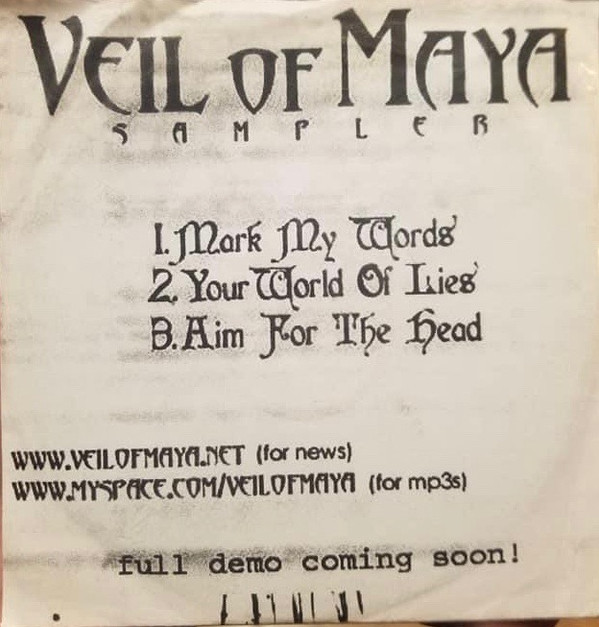 VEIL OF MAYA
SAMPLER
1. Mark My Words
2. Your World Of Lies
3. Aim For The Head
WWW.VEILOFMAYA.NET (for news)
WWW.MYSPACE.COM/VEILOFMAYA (for mp3s)
full demo coming soon!